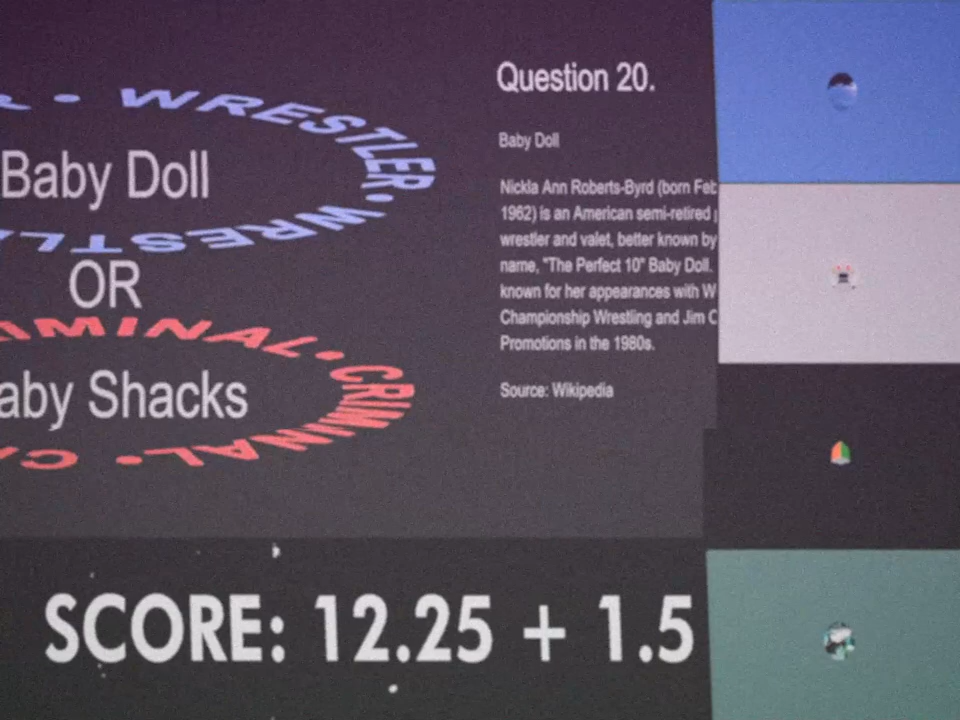 WRESTLER • WRESTLER
Baby Doll
OR
CRIMINAL • CRIMINAL
aby Shacks
Question 20.
Baby Doll
Nickla Ann Roberts-Byrd (born Feb
1962) is an American semi-retired
wrestler and valet, better known by
name, "The Perfect 10" Baby Doll.
known for her appearances with W
Championship Wrestling and Jim C
Promotions in the 1980s.
Source: Wikipedia
SCORE: 12.25 + 1.5